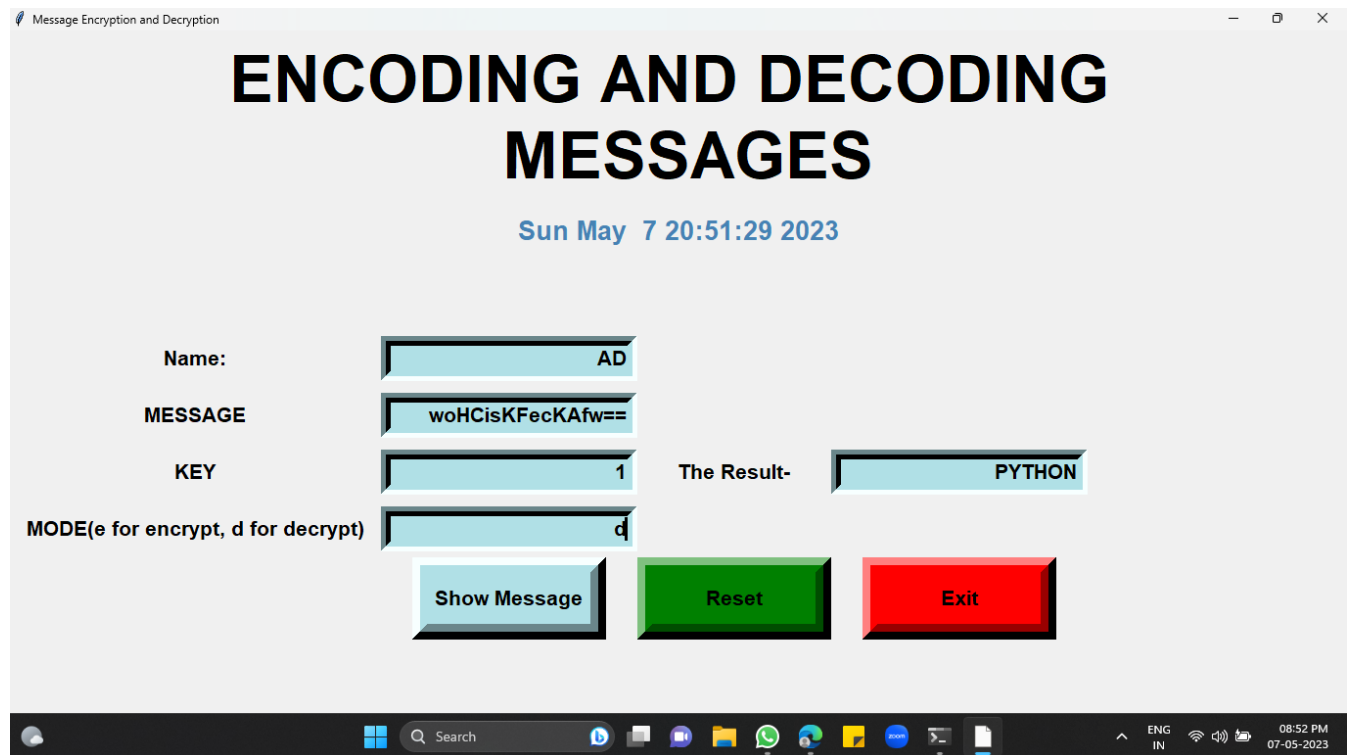 Message Encryption and Decryption
ENCODING AND DECODING
MESSAGES
Sun May  7 20:51:29 2023
Name:
AD
MESSAGE
woHCisKFecKAfw==
KEY
1
The Result-
PYTHON
MODE(e for encrypt, d for decrypt)
d
Show Message
Reset
Exit
Search
zoom
ENG
IN
08:52 PM
07-05-2023